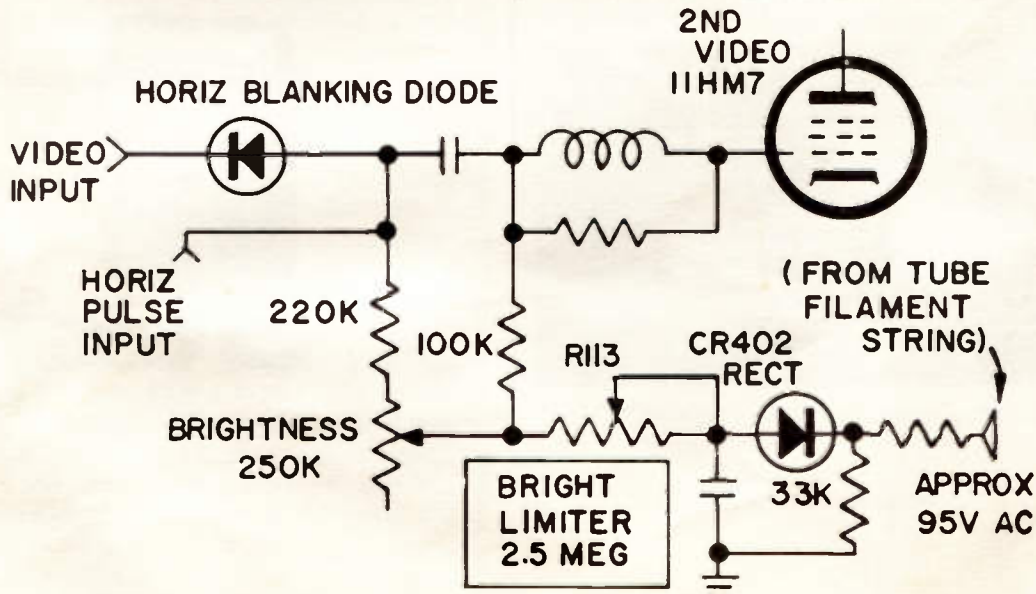 2ND
VIDEO
11HM7
HORIZ BLANKING DIODE
VIDEO
INPUT
HORIZ
PULSE
INPUT
220K
100K
R113
CR402
RECT
(FROM TUBE
FILAMENT
STRING)
BRIGHTNESS
250K
BRIGHT
LIMITER
2.5 MEG
33K
APPROX
95V AC